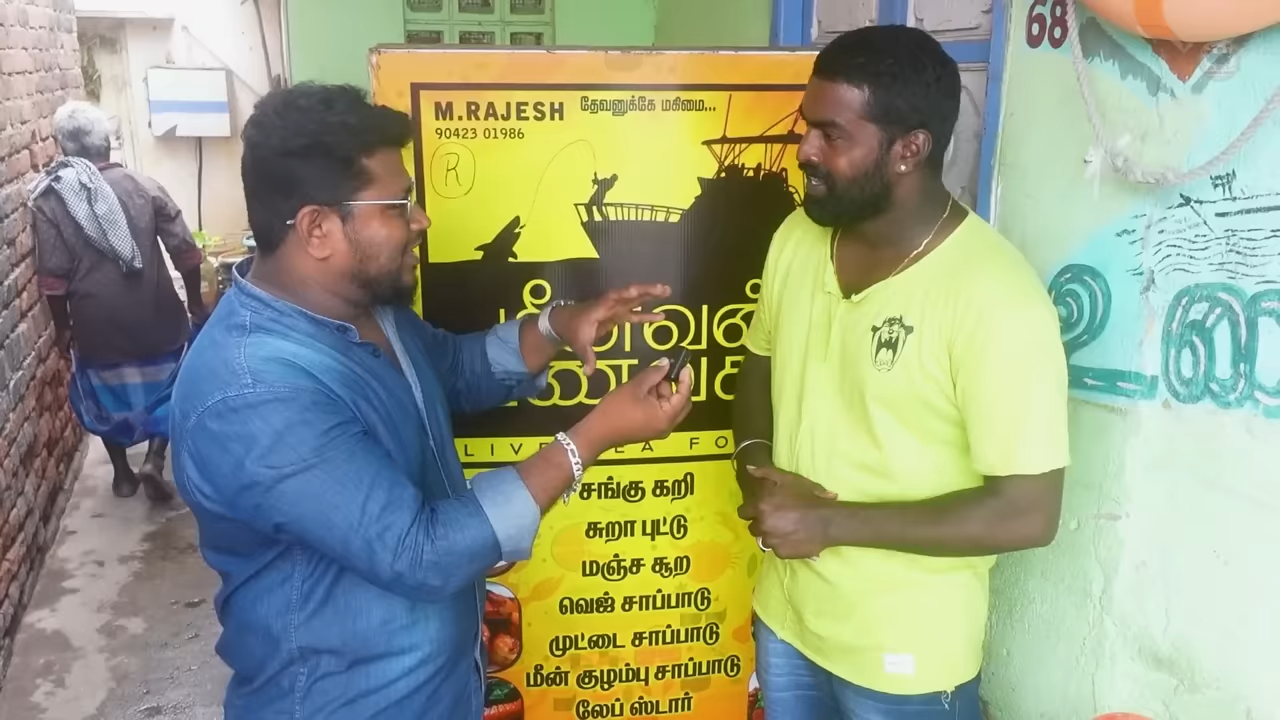 M.RAJESH
தேவனுக்கே மகிமை...
90423 01986
R
68
சங்கு கறி
சுறா புட்டு
மஞ்ச சூற
வெஜ் சாப்பாடு
முட்டை சாப்பாடு
மீன் குழம்பு சாப்பாடு
லேப் ஸ்டார்